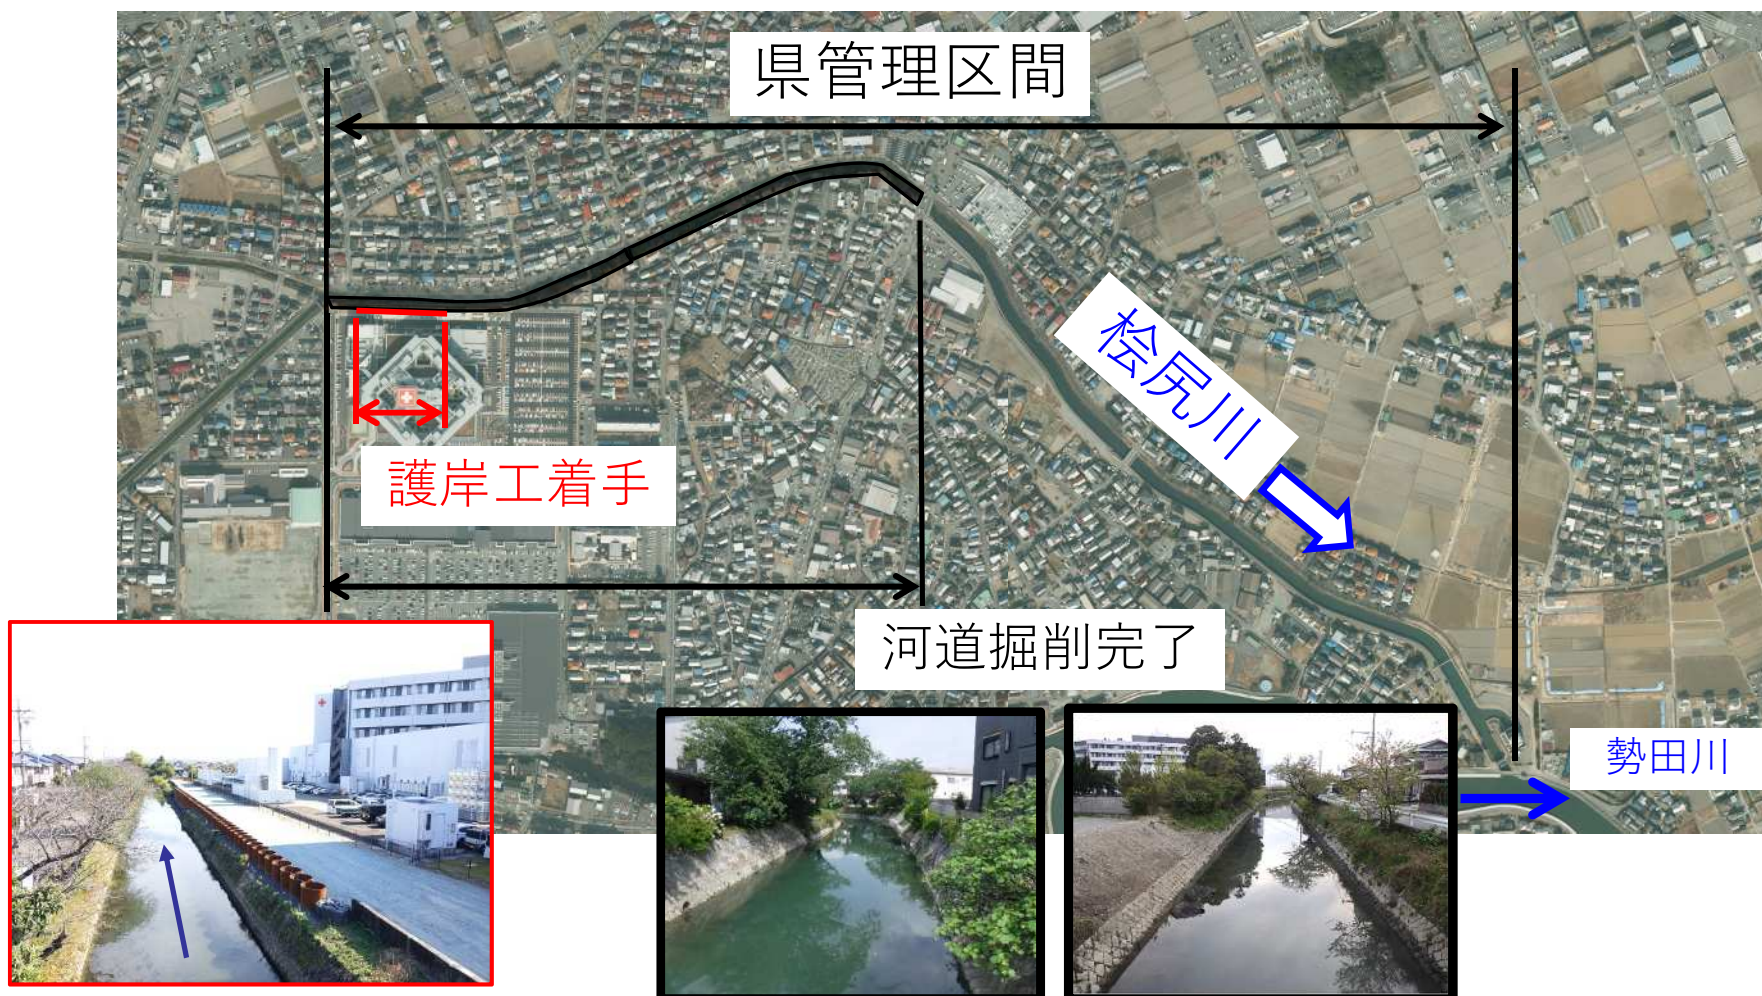 県管理区間
桧尻川
護岸工着手
河道掘削完了
勢田川